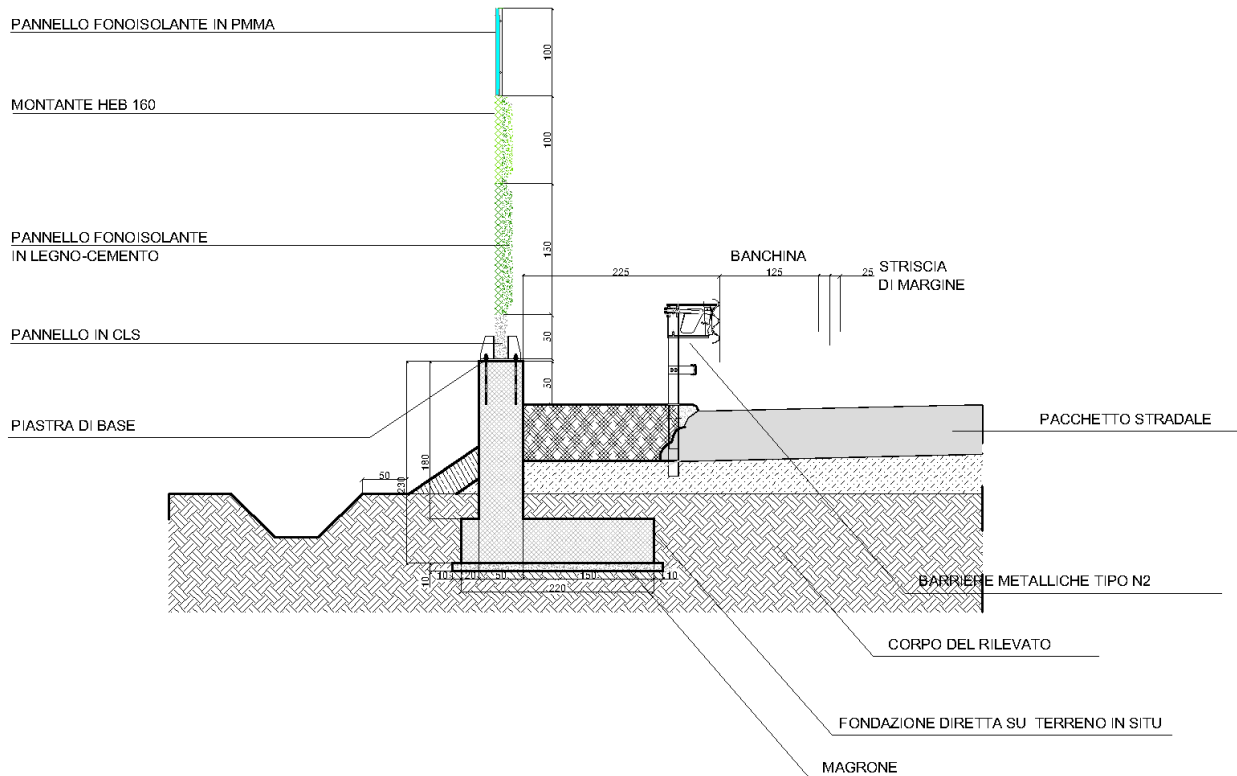 PANNELLO FONOISOLANTE IN PMMA
100
MONTANTE HEB 160
100
PANNELLO FONOISOLANTE
IN LEGNO-CEMENTO
150
BANCHINA
225
125
25
STRISCIA
DI MARGINE
PANNELLO IN CLS
50
50
PIASTRA DI BASE
PACCHETTO STRADALE
180
50
230
10
10
20
50
150
10
220
BARRIERE METALLICHE TIPO N2
CORPO DEL RILEVATO
FONDAZIONE DIRETTA SU TERRENO IN SITU
MAGRONE